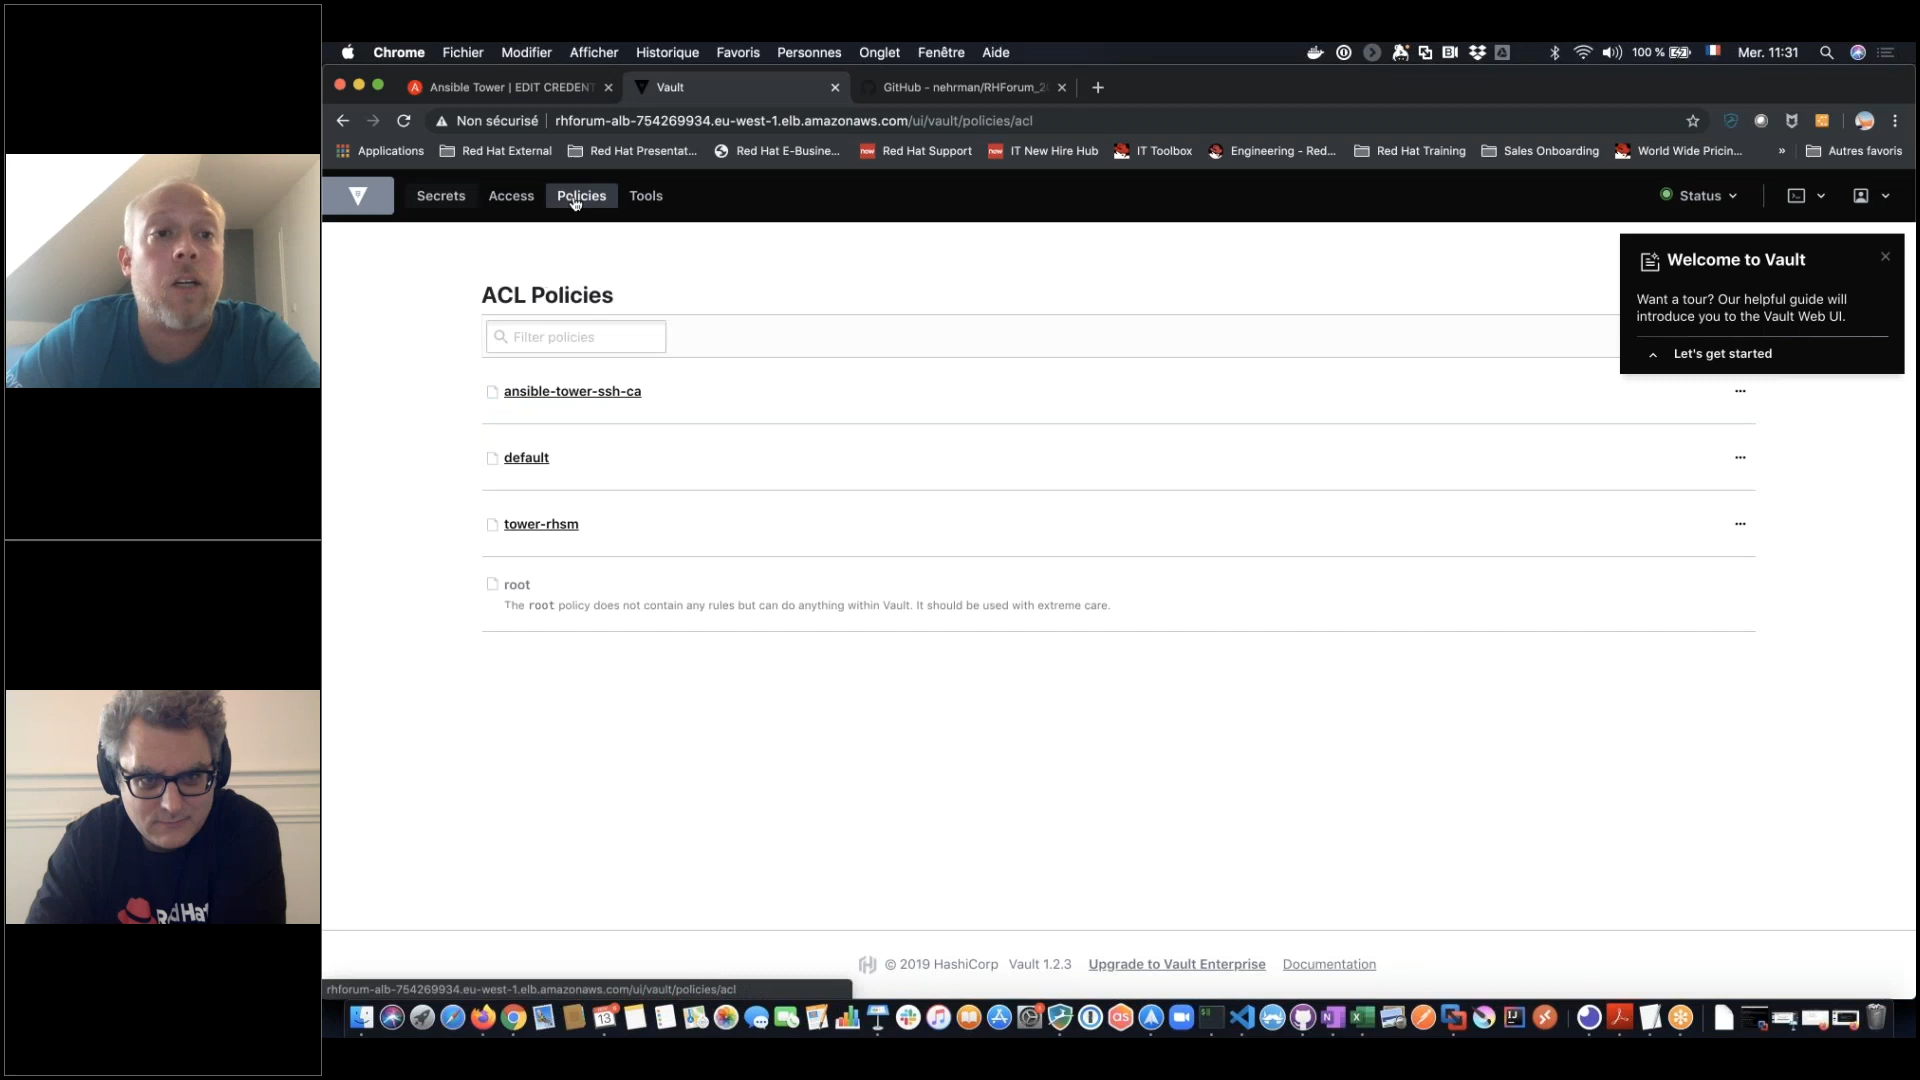 Chrome Fichier Modifier Afficher Historique Favoris Personnes Onglet Fenêtre Aide 100 % Mer. 11:31
Ansible Tower | EDIT CREDENT Vault GitHub - nehrman/RHForum_2
Non sécurisé rhforum-alb-754269934.eu-west-1.elb.amazonaws.com/ui/vault/policies/acl
Applications Red Hat External Red Hat Presentat... Red Hat E-Busine... Red Hat Support IT New Hire Hub IT Toolbox Engineering - Red... Red Hat Training Sales Onboarding World Wide Pricin... » Autres favoris
Secrets Access Policies Tools Status
Welcome to Vault
Want a tour? Our helpful guide will
introduce you to the Vault Web UI.
Let's get started
ACL Policies
Filter policies
ansible-tower-ssh-ca
default
tower-rhsm
root
The root policy does not contain any rules but can do anything within Vault. It should be used with extreme care.
Red Hat
© 2019 HashiCorp Vault 1.2.3 Upgrade to Vault Enterprise Documentation
rhforum-alb-754269934.eu-west-1.elb.amazonaws.com/ui/vault/policies/acl
13